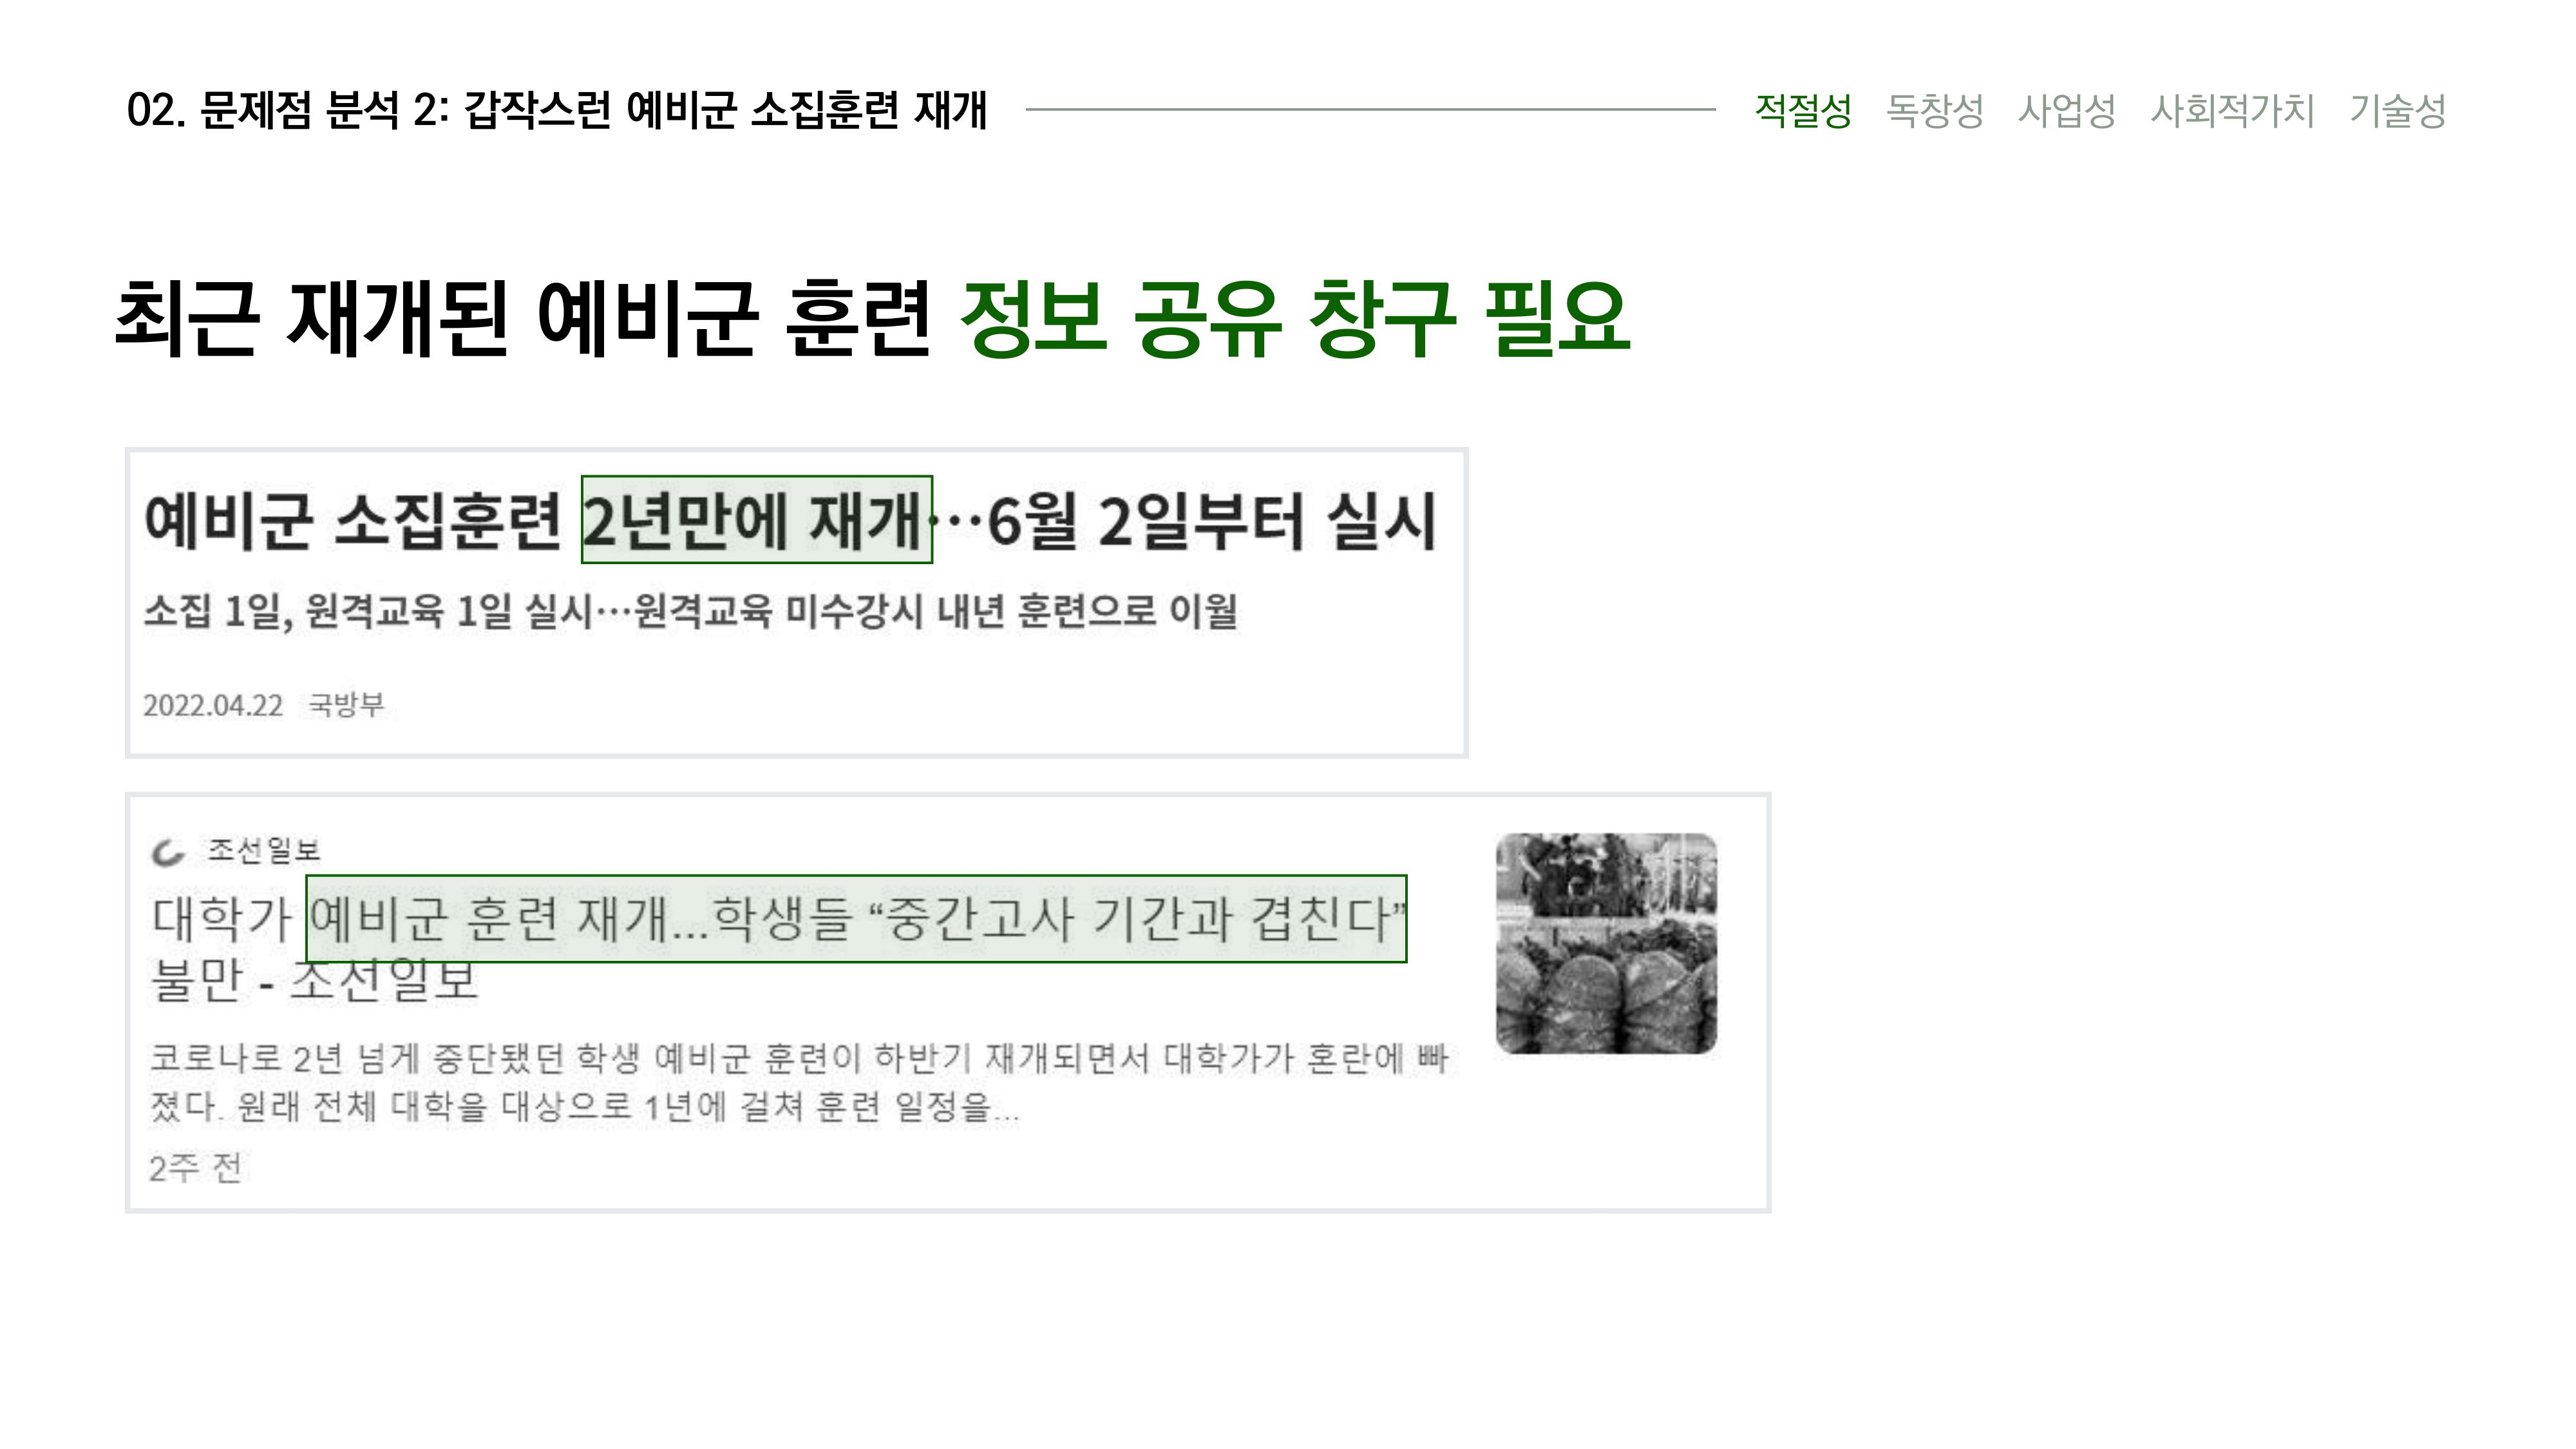 02. 문제점 분석 2: 갑작스런 예비군 소집훈련 재개
적절성 독창성 사업성 사회적가치 기술성
최근 재개된 예비군 훈련 정보 공유 창구 필요
예비군 소집훈련 2년만에 재개…6월 2일부터 실시
소집 1일, 원격교육 1일 실시…원격교육 미수강시 내년 훈련으로 이월
2022.04.22 국방부
조선일보
대학가 예비군 훈련 재개...학생들 “중간고사 기간과 겹친다”
불만 - 조선일보
코로나로 2년 넘게 중단됐던 학생 예비군 훈련이 하반기 재개되면서 대학가가 혼란에 빠
졌다. 원래 전체 대학을 대상으로 1년에 걸쳐 훈련 일정을...
2주 전